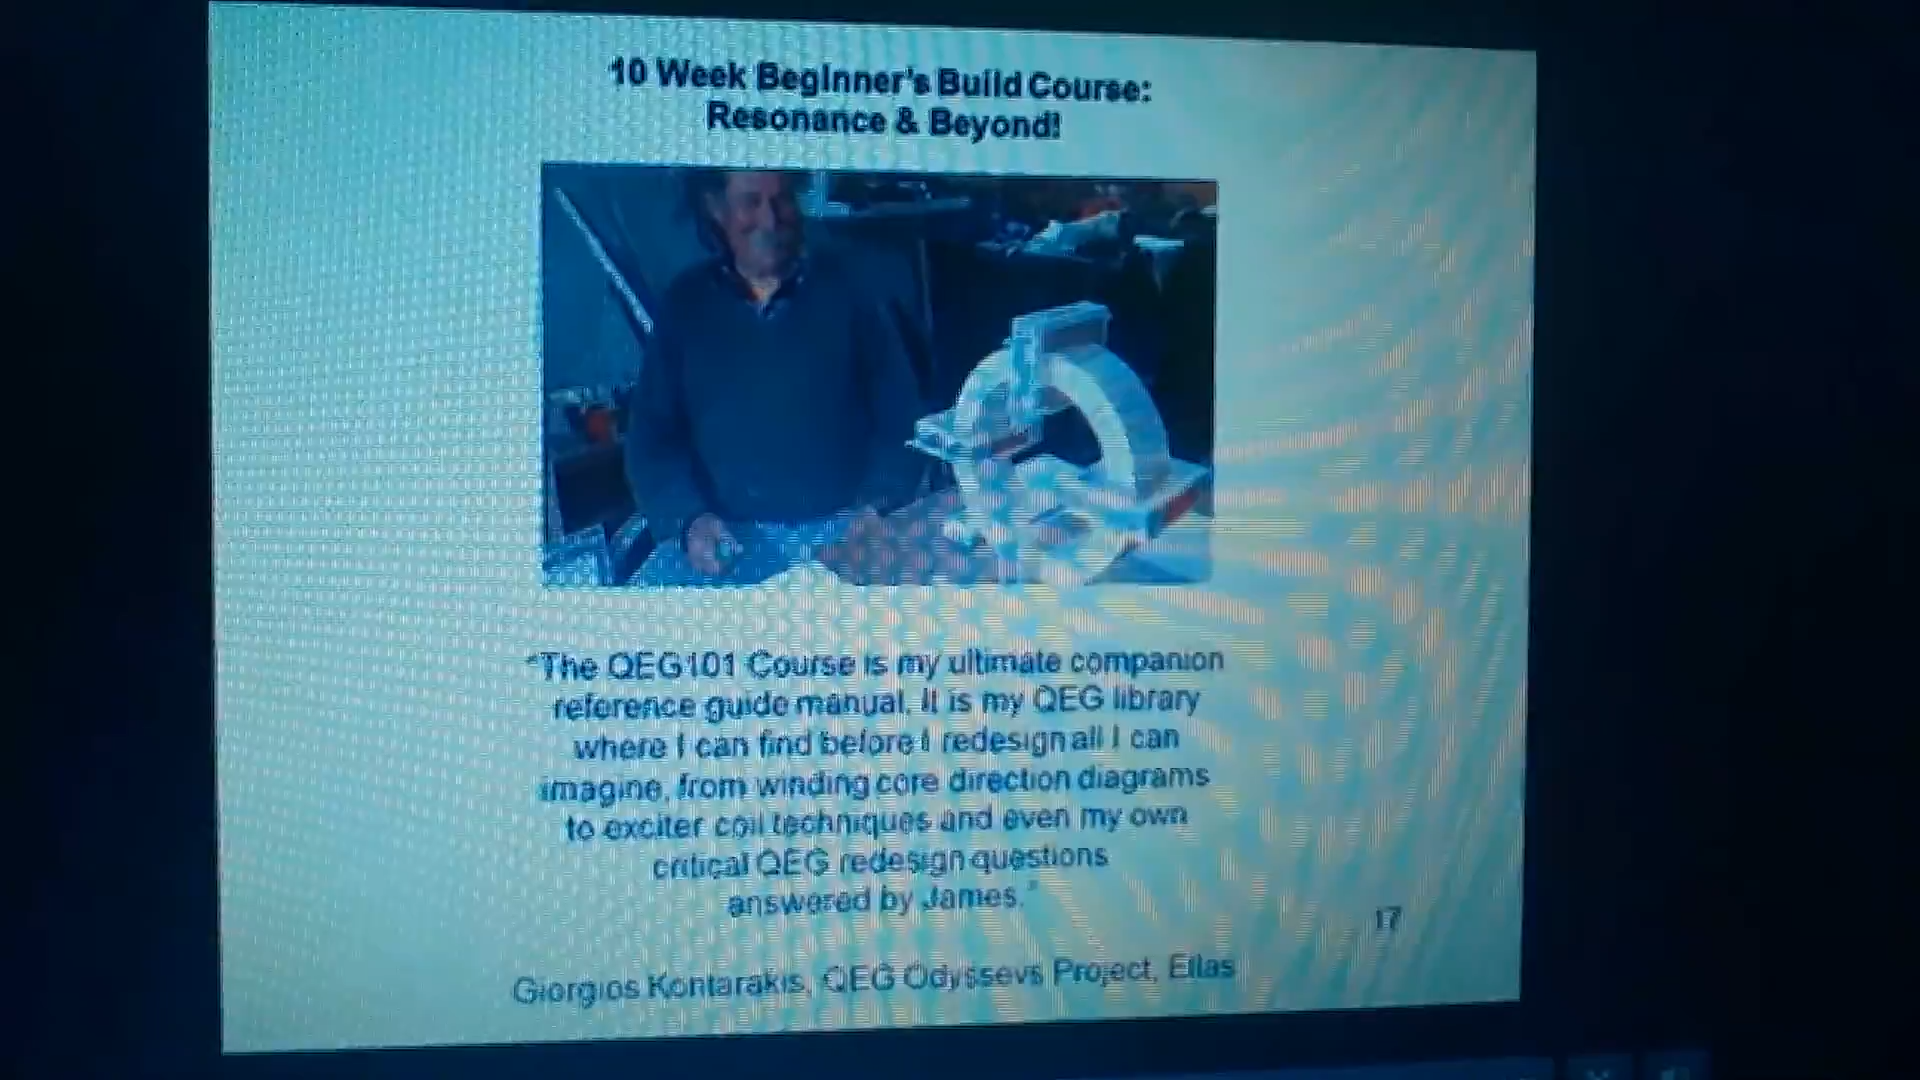 10 Week Beginner's Build Course:
Resonance & Beyond!
"The QEG101 Course is my ultimate companion
reference guide manual. It is my QEG library
where I can find before I redesign all I can
imagine, from winding core direction diagrams
to exciter coil techniques and even my own
critical QEG redesign questions
answered by James."
17
Giorgios Kontarakis, QEG Odyssevs Project, Ellas